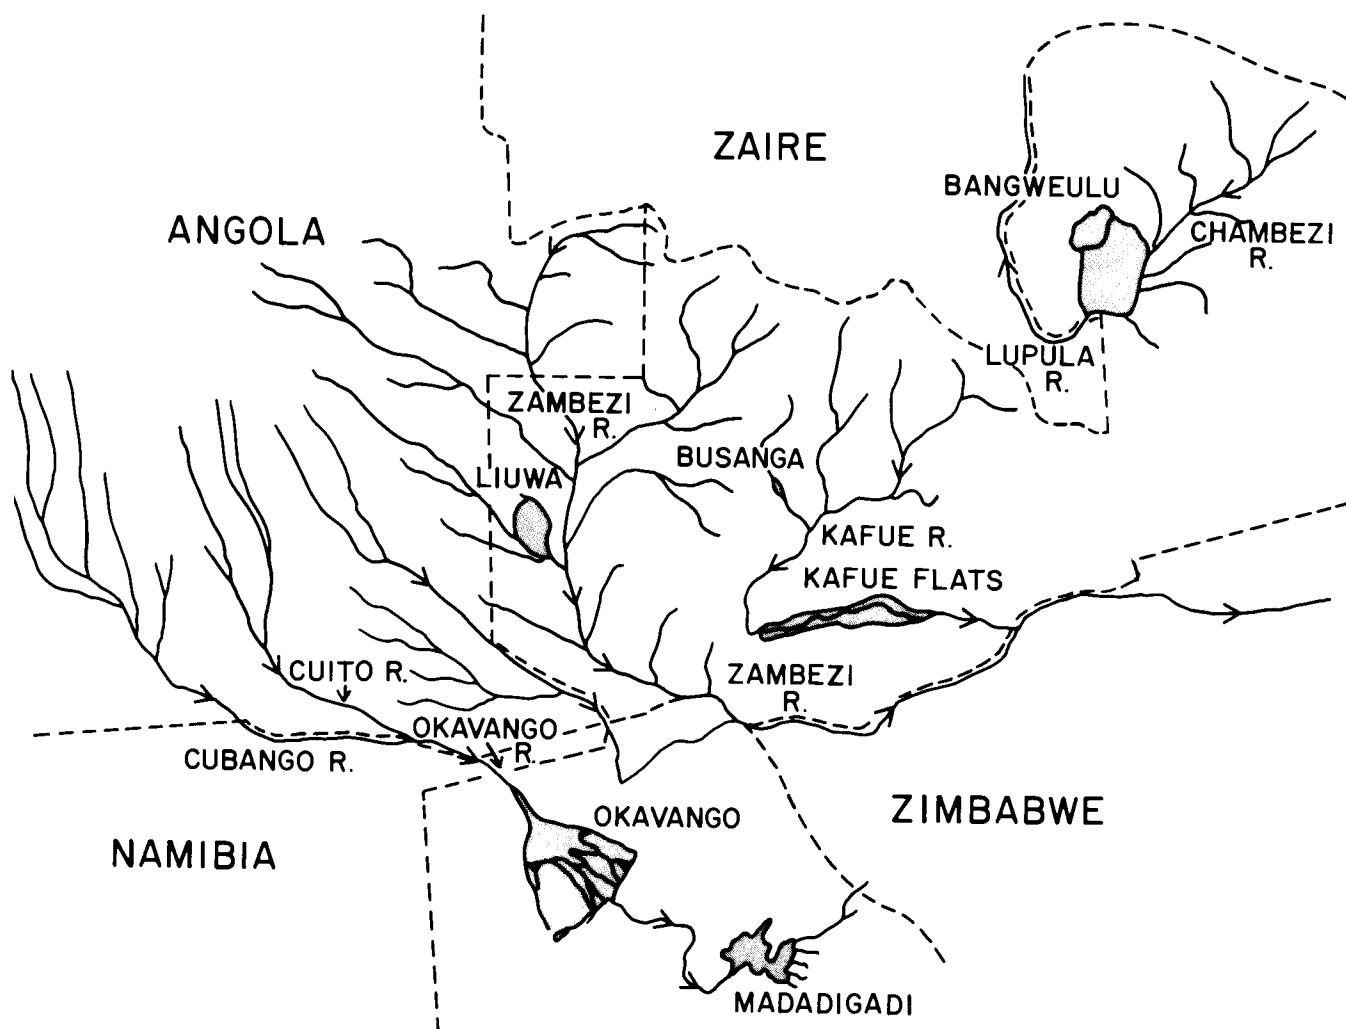 ZAIRE
BANGWEULU
ANGOLA
CHAMBEZI
R.
LUPULA
R.
ZAMBEZI
R.
BUSANGA
LIUWA
KAFUE R.
KAFUE FLATS
CUITO R.
ZAMBEZI
R.
OKAVANGO
R.
CUBANGO R.
OKAVANGO
ZIMBABWE
NAMIBIA
MADADIGADI